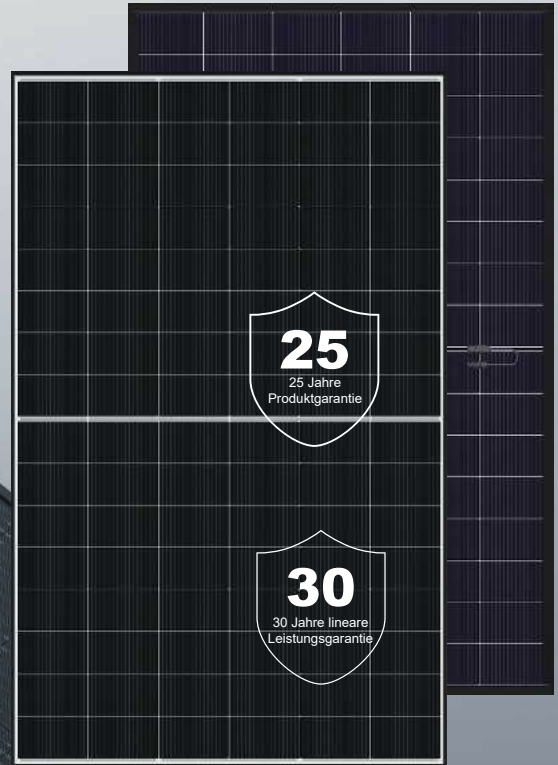 25
25 Jahre
Produktgarantie
30
30 Jahre lineare
Leistungsgarantie